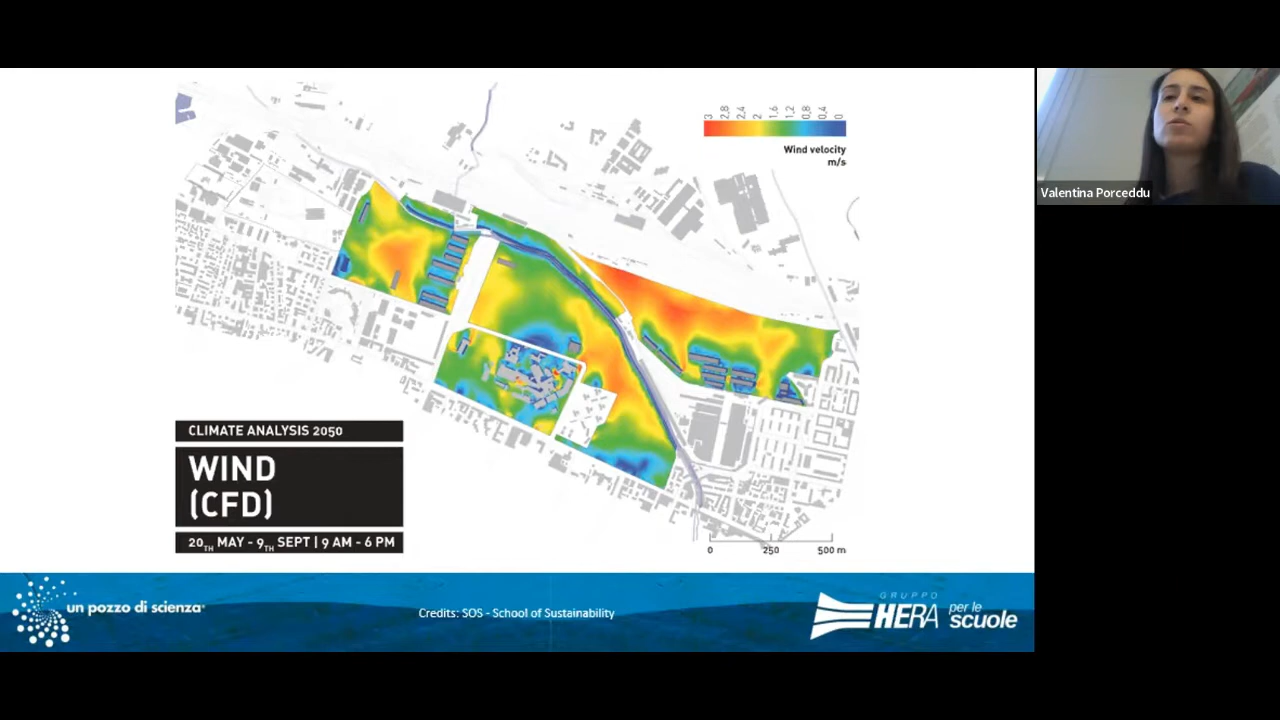 3 2,8 2,4 2 1,6 1,2 0,8 0,4 0
Wind velocity
m/s
Valentina Porceddu
CLIMATE ANALYSIS 2050
WIND
(CFD)
20TH MAY - 9TH SEPT | 9 AM - 6 PM
0 250 500 m
un pozzo di scienza
Credits: SOS - School of Sustainability
GRUPPO
HERA
per le
scuole